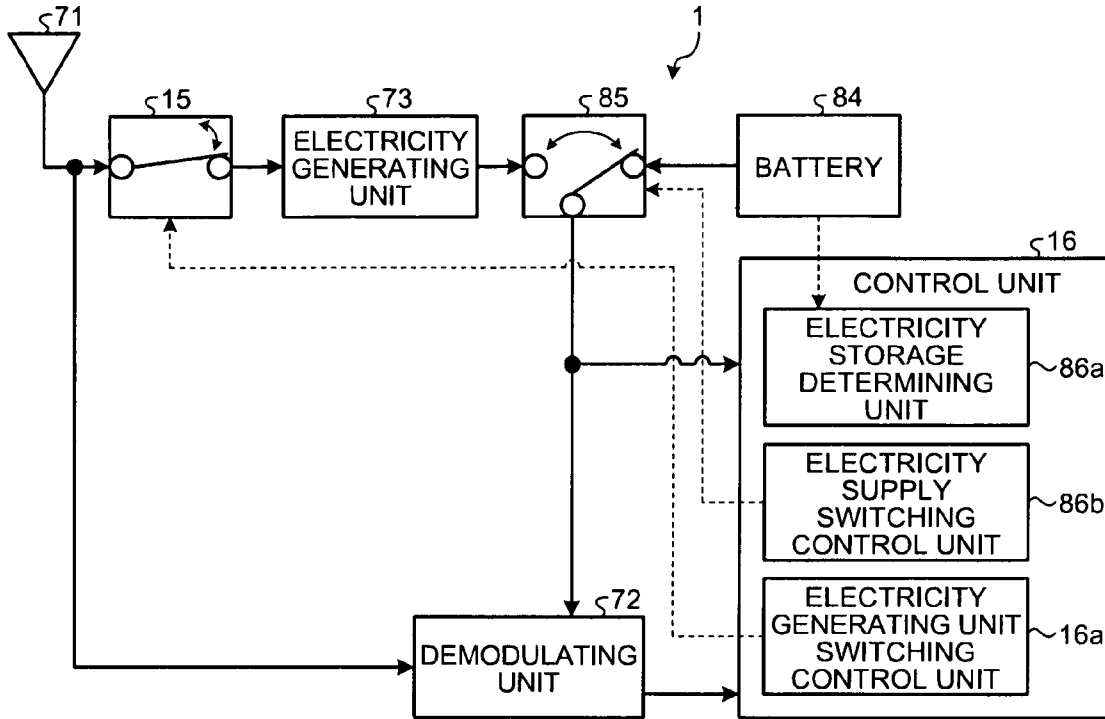 71
1
15
73
85
84
ELECTRICITY
GENERATING
UNIT
BATTERY
16
CONTROL UNIT
ELECTRICITY
STORAGE
DETERMINING
UNIT
86a
ELECTRICITY
SUPPLY
SWITCHING
CONTROL UNIT
86b
72
DEMODULATING
UNIT
ELECTRICITY
GENERATING UNIT
SWITCHING
CONTROL UNIT
16a